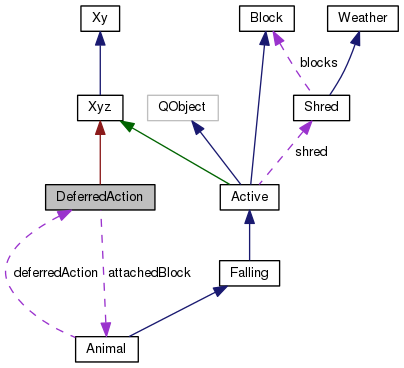 Xy
Block
Weather
blocks
Xyz
QObject
Shred
shred
DeferredAction
Active
deferredAction
attachedBlock
Falling
Animal